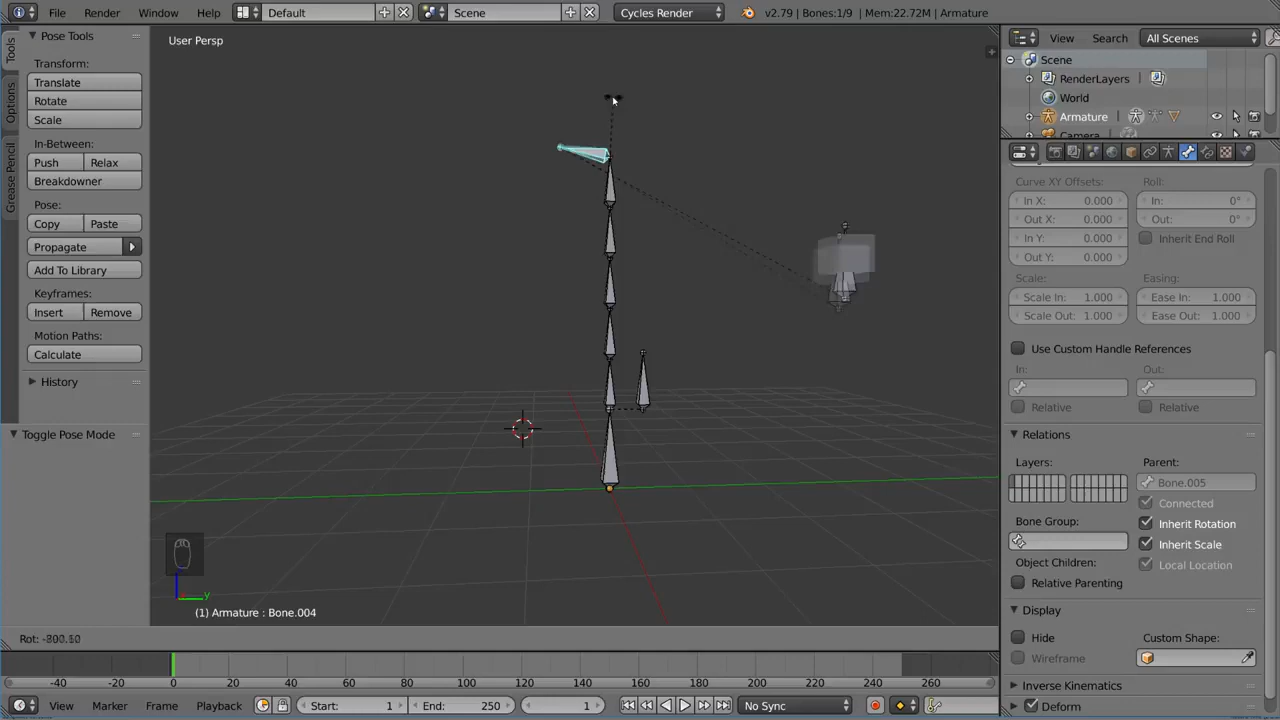 File Render Window Help Default Scene Cycles Render v2.79 | Bones:1/9 | Mem:22.72M | Armature
Pose Tools
Transform:
Translate
Rotate
Scale
In-Between:
Push Relax
Breakdowner
Pose:
Copy Paste
Propagate
Add To Library
Keyframes:
Insert Remove
Motion Paths:
Calculate
History
Toggle Pose Mode
Tools
Options
Grease Pencil
User Persp
z
y
(1) Armature : Bone.004
View Search All Scenes
Scene
RenderLayers
World
Armature
Camera
Curve XY Offsets: Roll:
In X: 0.000 In: 0°
Out X: 0.000 Out: 0°
In Y: 0.000 Inherit End Roll
Out Y: 0.000
Scale: Easing:
Scale In: 1.000 Ease In: 1.000
Scale Out: 1.000 Ease Out: 1.000
Use Custom Handle References
In: Out:
Relative Relative
Relations
Layers: Parent:
Bone.005
Connected
Bone Group: Inherit Rotation
Inherit Scale
Object Children: Local Location
Relative Parenting
Display
Hide Custom Shape:
Wireframe
Inverse Kinematics
Deform
-40 -20 0 20 40 60 80 100 120 140 160 180 200 220 240 260
View Marker Frame Playback Start: 1 End: 250 1 No Sync